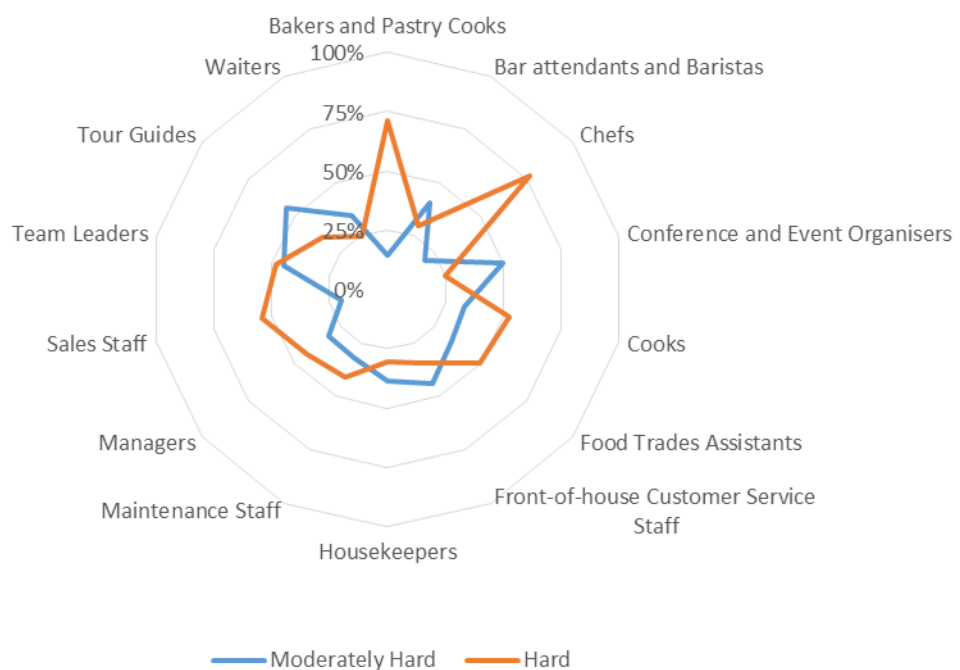 Bakers and Pastry Cooks
100%
Waiters
Bar attendants and Baristas
75%
Tour Guides
Chefs
50%
Team Leaders
25%
Conference and Event Organisers
0%
Sales Staff
Cooks
Managers
Food Trades Assistants
Maintenance Staff
Front-of-house Customer Service
Staff
Housekeepers
Moderately Hard
Hard